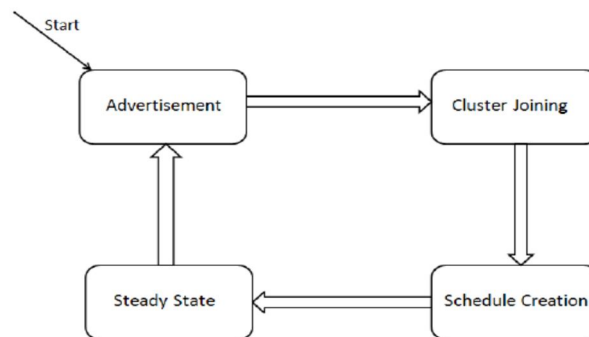 Start
Advertisement
Cluster Joining
Steady State
Schedule Creation